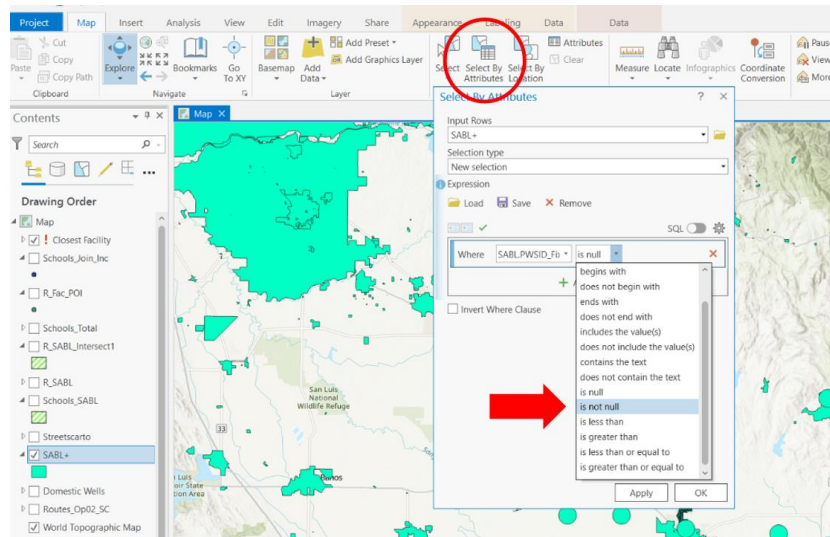 Project Map Insert Analysis View Edit Imagery Share Appearance Labeling Data Data
Cut
Copy
Copy Path
Paste
Clipboard
Explore
Navigate
Bookmarks
Go
To XY
Basemap
Add
Data
Add Preset
Add Graphics Layer
Layer
Select
Select By
Attributes
Select By
Location
Attributes
Clear
Measure
Locate
Infographics
Coordinate
Conversion
Paus
View
More
Contents
Search
Drawing Order
Map
! Closest Facility
Schools_Join_Inc
R_Fac_POI
Schools_Total
R_SABL_Intersect1
R_SABL
Schools_SABL
Streetscarto
SABL+
Domestic Wells
Routes_Op02_SC
World Topographic Map
Map
San Luis
National
Wildlife Refuge
33
Select By Attributes ? ×
Input Rows
SABL+
Selection type
New selection
Expression
Load Save Remove
SQL
Where SABL.PWSID_Fi is null
begins with
does not begin with
ends with
does not end with
includes the value(s)
does not include the value(s)
contains the text
does not contain the text
is null
is not null
is less than
is greater than
is less than or equal to
is greater than or equal to
Invert Where Clause
Apply OK